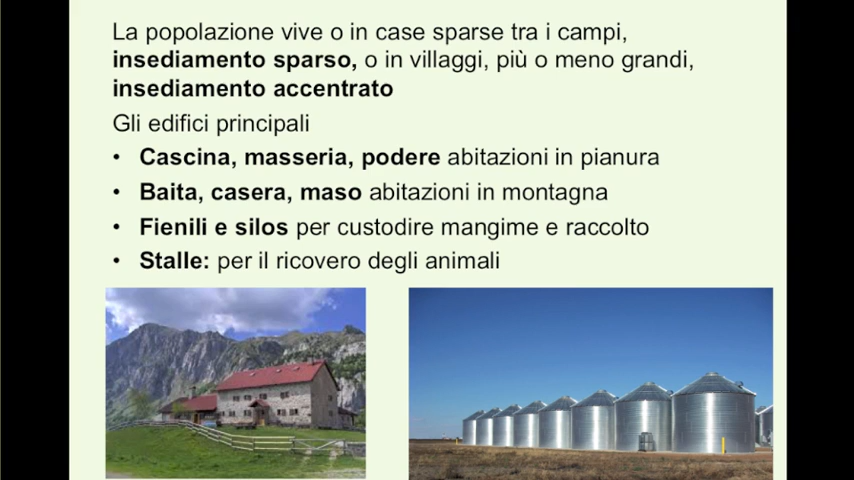 La popolazione vive o in case sparse tra i campi,
insediamento sparso, o in villaggi, più o meno grandi,
insediamento accentrato
Gli edifici principali
• Cascina, masseria, podere abitazioni in pianura
• Baita, casera, maso abitazioni in montagna
• Fienili e silos per custodire mangime e raccolto
• Stalle: per il ricovero degli animali